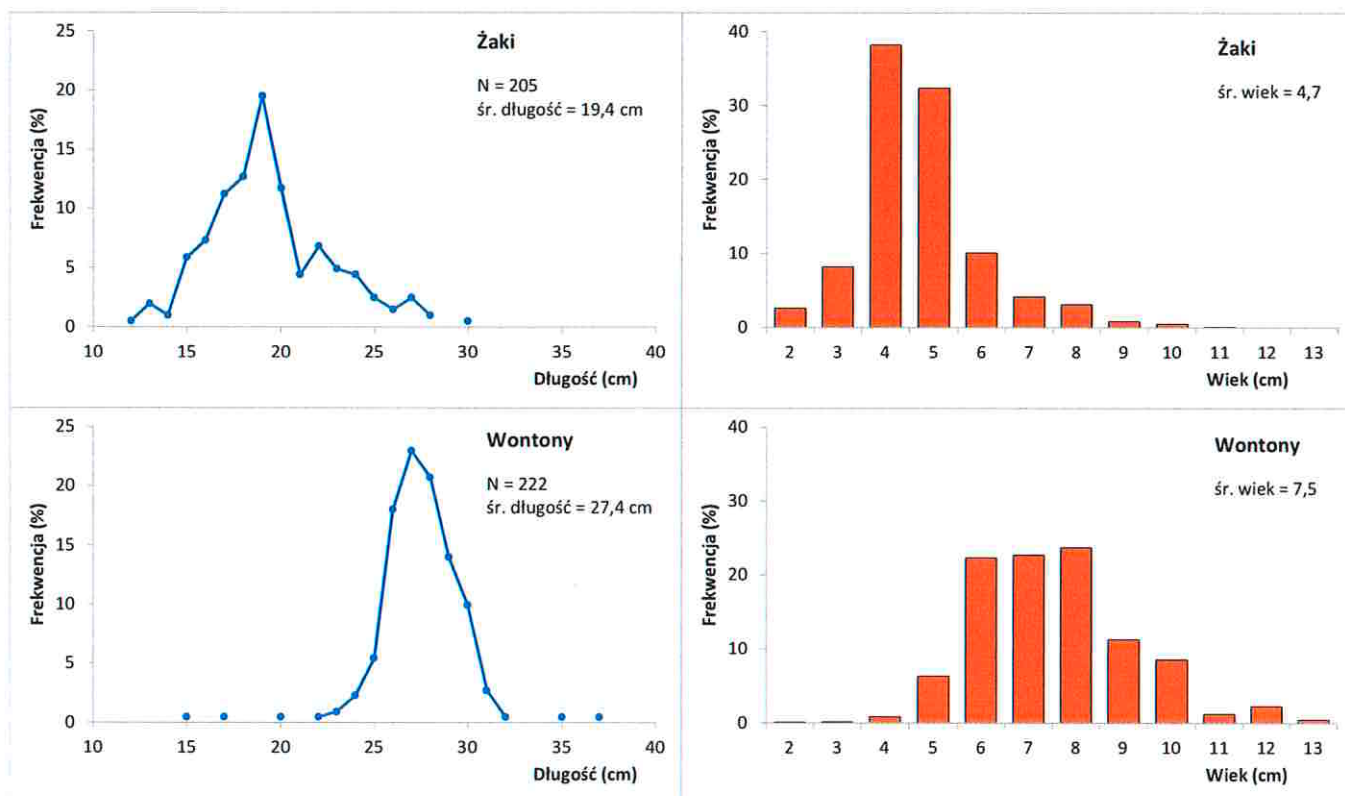 Żaki
N = 205
śr. długość = 19,4 cm
Frekwencja (%)
25
20
15
10
5
0
10 15 20 25 30 35 40
Długość (cm)
Żaki
śr. wiek = 4,7
Frekwencja (%)
40
30
20
10
0
2 3 4 5 6 7 8 9 10 11 12 13
Wiek (cm)
Wontony
N = 222
śr. długość = 27,4 cm
Frekwencja (%)
25
20
15
10
5
0
10 15 20 25 30 35 40
Długość (cm)
Wontony
śr. wiek = 7,5
Frekwencja (%)
40
30
20
10
0
2 3 4 5 6 7 8 9 10 11 12 13
Wiek (cm)